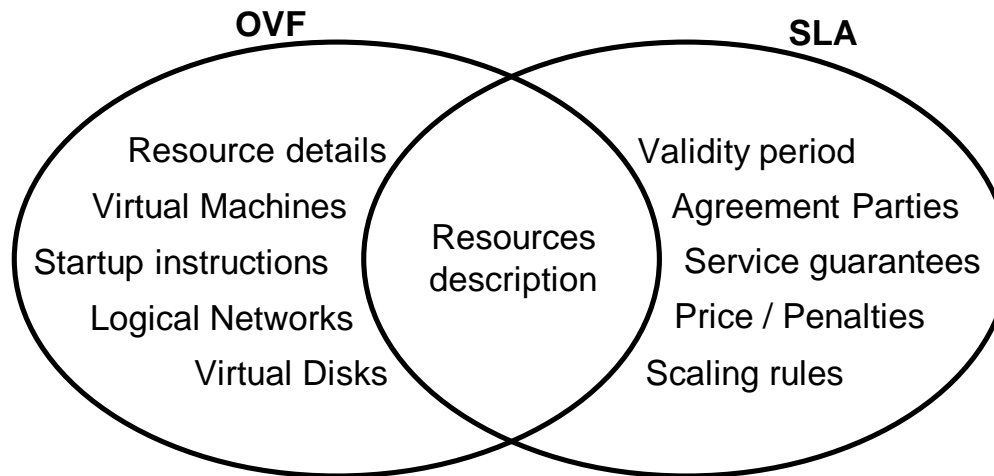 OVF
SLA
Resource details
Virtual Machines
Startup instructions
Logical Networks
Virtual Disks
Resources
description
Validity period
Agreement Parties
Service guarantees
Price / Penalties
Scaling rules